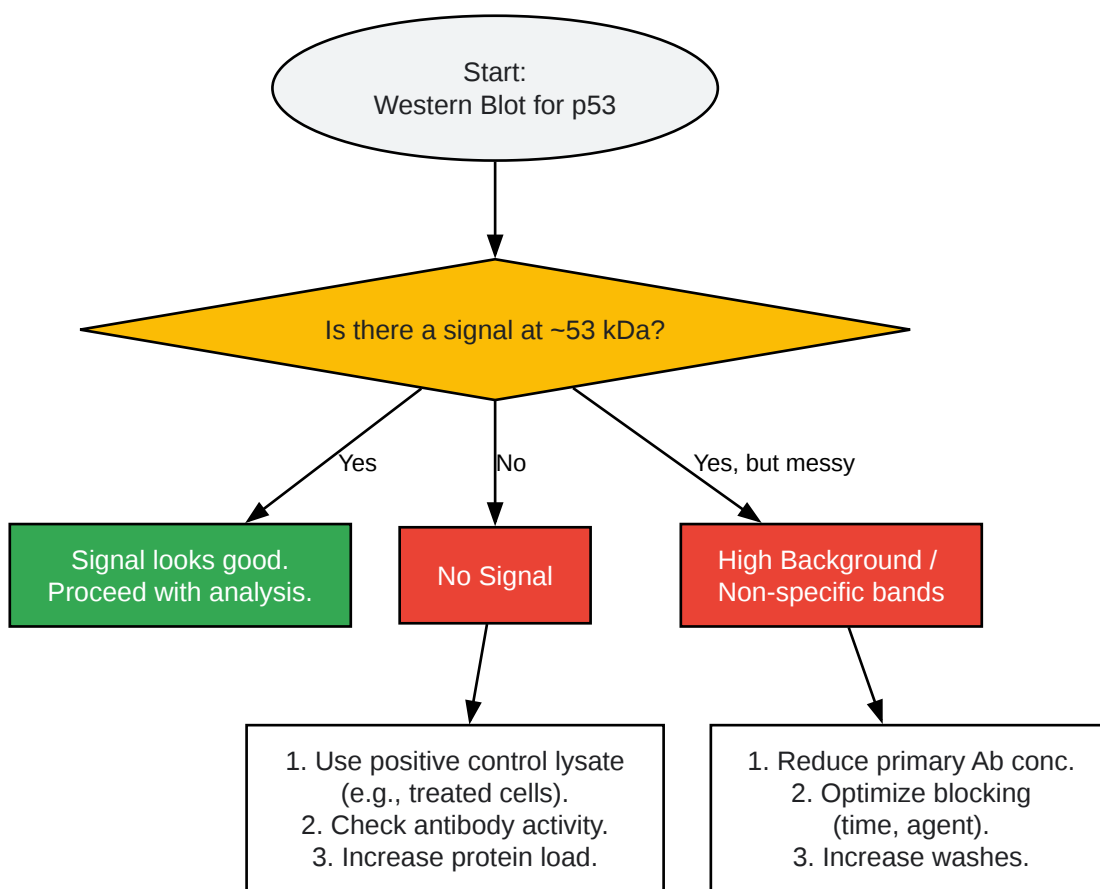 Start:
Western Blot for p53
Is there a signal at ~53 kDa?
Yes
No
Yes, but messy
Signal looks good.
Proceed with analysis.
No Signal
High Background /
Non-specific bands
1. Use positive control lysate
(e.g., treated cells).
2. Check antibody activity.
3. Increase protein load.
1. Reduce primary Ab conc.
2. Optimize blocking
(time, agent).
3. Increase washes.